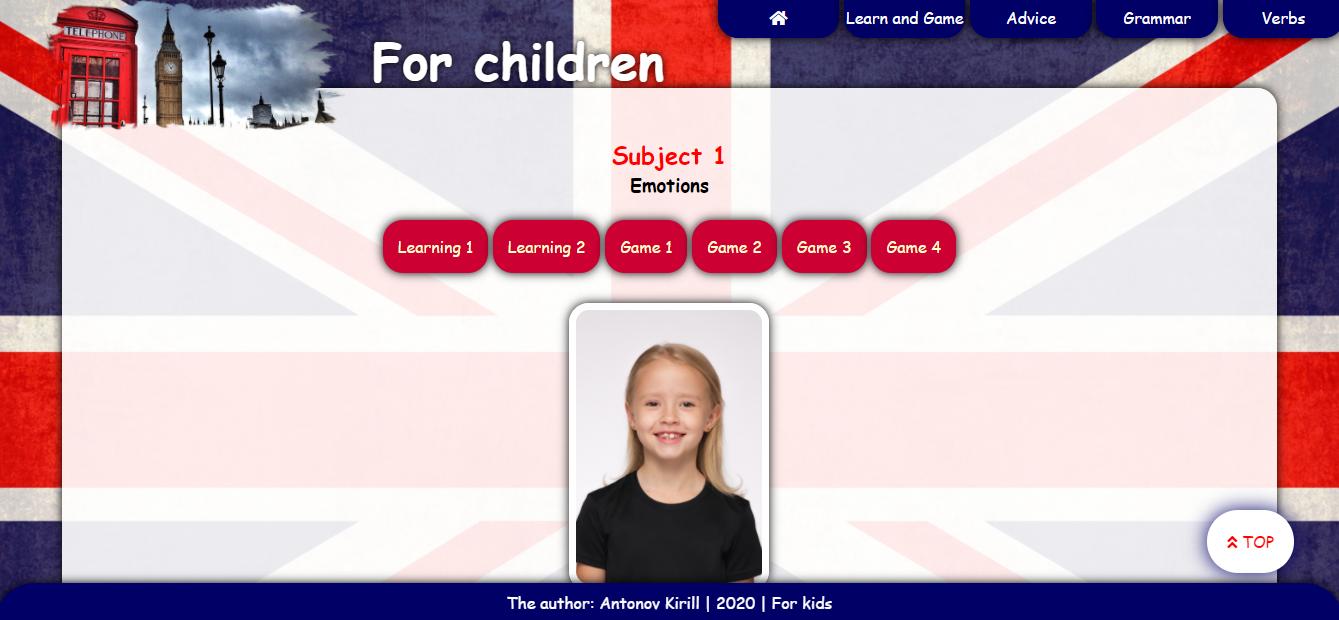 Learn and Game
Advice
Grammar
Verbs
TELEPHONE
For children
Subject 1
Emotions
Learning 1
Learning 2
Game 1
Game 2
Game 3
Game 4
TOP
The author: Antonov Kirill | 2020 | For kids